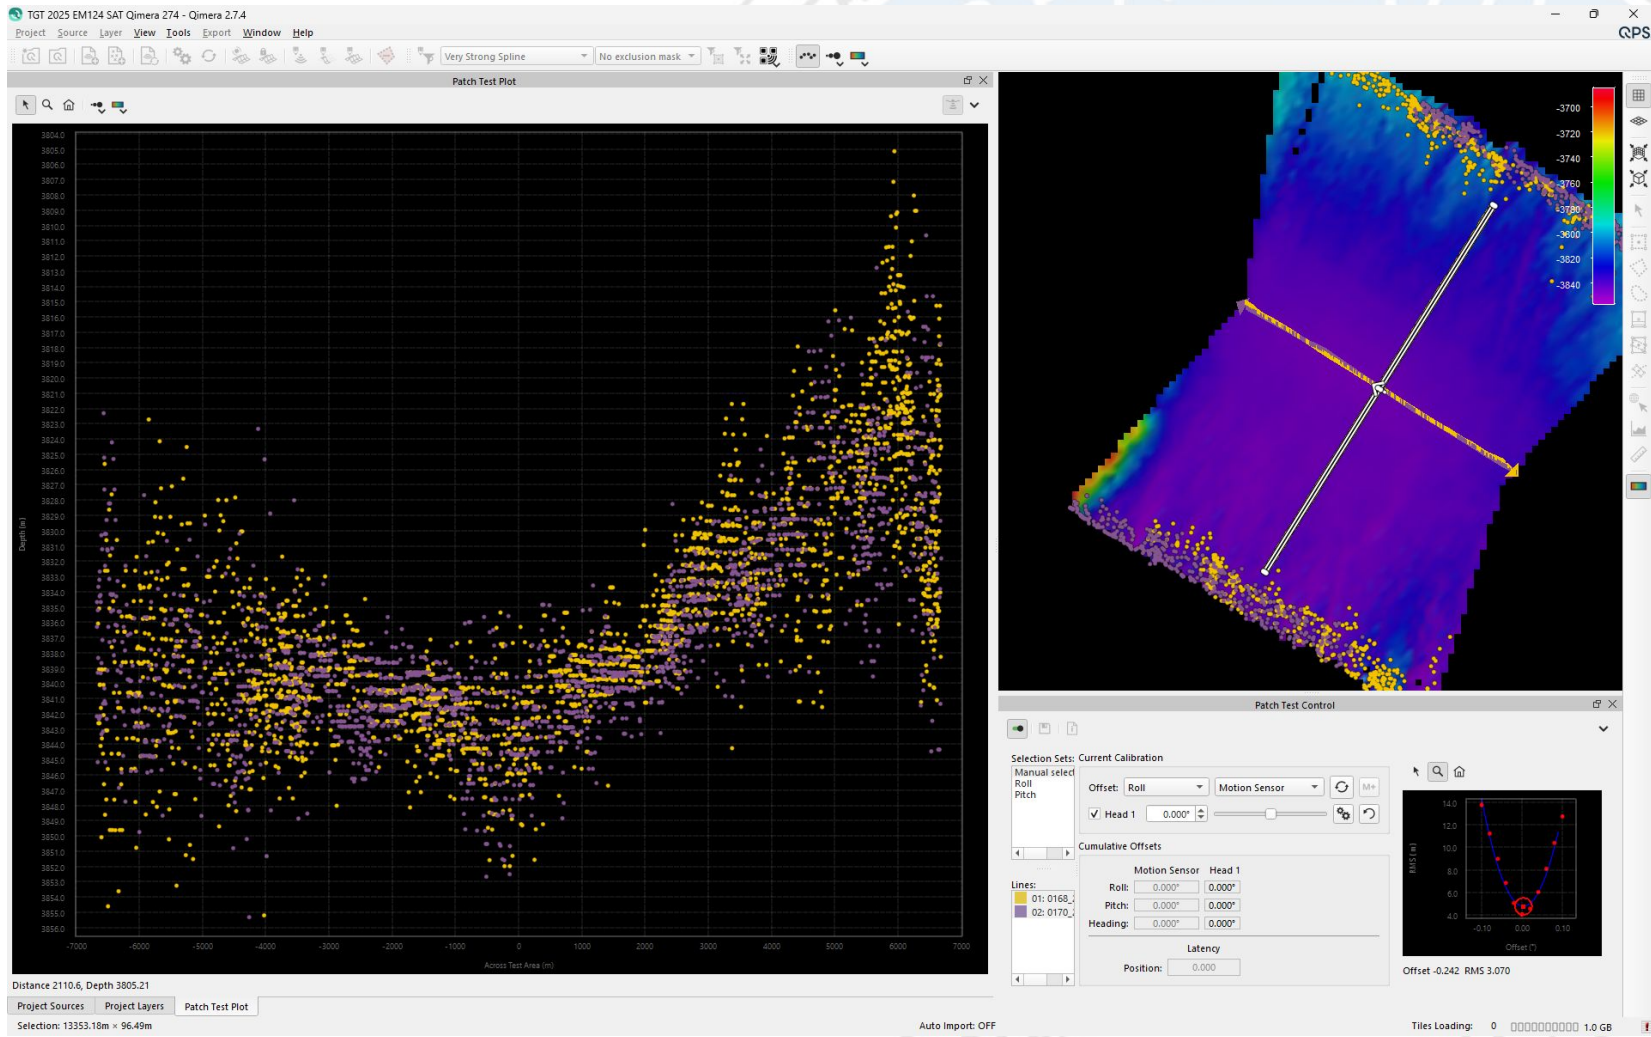 TGT 2025 EM124 SAT Qimera 274 - Qimera 2.7.4
Project Source Layer View Tools Export Window Help
QPS
Very Strong Spline
No exclusion mask
Patch Test Plot
3804.0
3805.0
3806.0
3807.0
3808.0
3809.0
3810.0
3811.0
3812.0
3813.0
3814.0
3815.0
3816.0
3817.0
3818.0
3819.0
3820.0
3821.0
3822.0
3823.0
3824.0
3825.0
3826.0
3827.0
3828.0
3829.0
3830.0
3831.0
3832.0
3833.0
3834.0
3835.0
3836.0
3837.0
3838.0
3839.0
3840.0
3841.0
3842.0
3843.0
3844.0
3845.0
3846.0
3847.0
3848.0
3849.0
3850.0
3851.0
3852.0
3853.0
3854.0
3855.0
3856.0
Depth (m)
-7000 -6000 -5000 -4000 -3000 -2000 -1000 0 1000 2000 3000 4000 5000 6000 7000
Across Test Area (m)
Distance 2110.6, Depth 3805.21
Project Sources Project Layers Patch Test Plot
Selection: 13353.18m × 96.49m
Auto Import: OFF
-3700
-3720
-3740
-3760
-3780
-3800
-3820
-3840
Patch Test Control
Selection Sets:
Manual select
Roll
Pitch
Lines:
01: 0168_
02: 0170_
Current Calibration
Offset: Roll Motion Sensor M+
Head 1 0.000°
Cumulative Offsets
Motion Sensor Head 1
Roll: 0.000° 0.000°
Pitch: 0.000° 0.000°
Heading: 0.000° 0.000°
Latency
Position: 0.000
14.0
12.0
10.0
8.0
6.0
4.0
RMS (m)
-0.10 0.00 0.10
Offset (°)
Offset -0.242 RMS 3.070
Tiles Loading: 0 1.0 GB